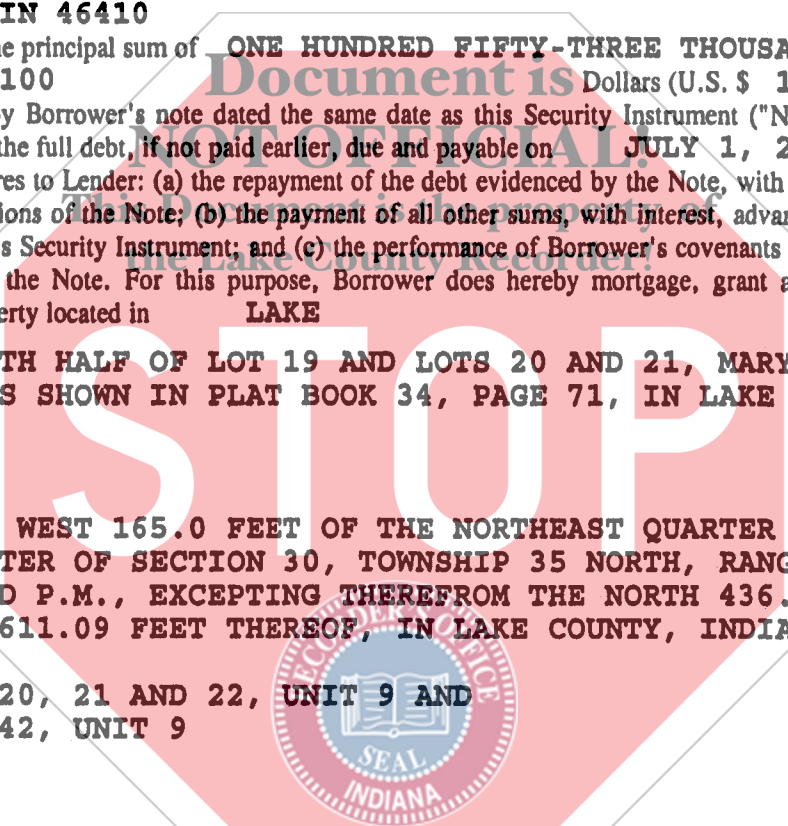 IN 46410
he principal sum of ONE HUNDRED FIFTY-THREE THOUSA
100 Dollars (U.S. $ 1
Document is
by Borrower's note dated the same date as this Security Instrument ("N
NOT OFFICIAL!
the full debt, if not paid earlier, due and payable on JULY 1, 2
res to Lender: (a) the repayment of the debt evidenced by the Note, with
This Document is the property of
ions of the Note; (b) the payment of all other sums, with interest, advan
s Security Instrument; and (c) the performance of Borrower's covenants
the Lake County Recorder!
the Note. For this purpose, Borrower does hereby mortgage, grant a
erty located in LAKE
TH HALF OF LOT 19 AND LOTS 20 AND 21, MARY
S SHOWN IN PLAT BOOK 34, PAGE 71, IN LAKE
STOP
WEST 165.0 FEET OF THE NORTHEAST QUARTER
TER OF SECTION 30, TOWNSHIP 35 NORTH, RANG
D P.M., EXCEPTING THEREFROM THE NORTH 436.
611.09 FEET THEREOF, IN LAKE COUNTY, INDIA
20, 21 AND 22, UNIT 9 AND
42, UNIT 9
RECORDER'S OFFICE
SEAL
INDIANA